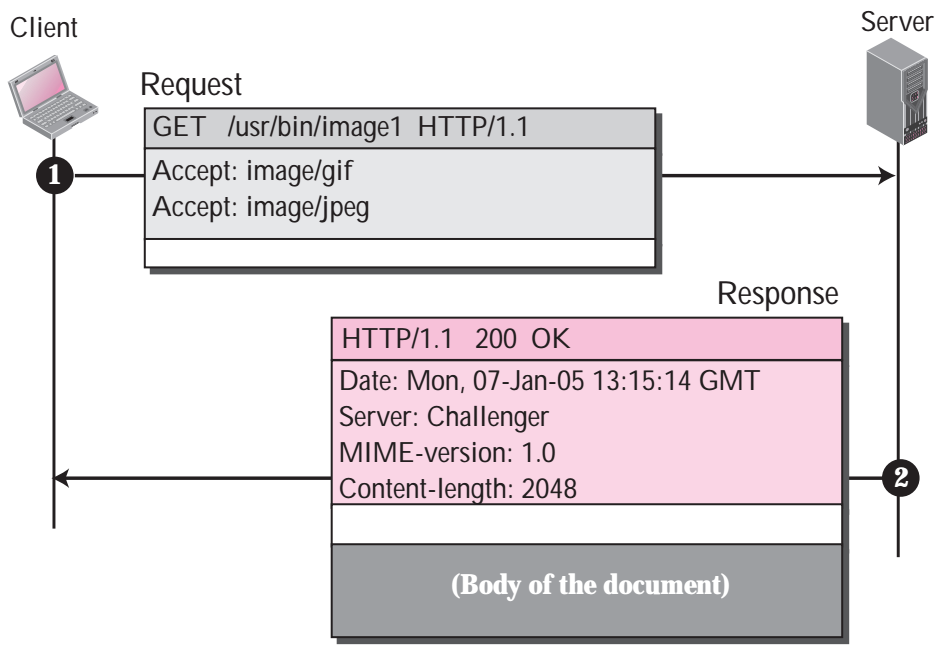 Client
Server
Request
GET /usr/bin/image1 HTTP/1.1
1
Accept: image/gif
Accept: image/jpeg
Response
HTTP/1.1 200 OK
Date: Mon, 07-Jan-05 13:15:14 GMT
Server: Challenger
MIME-version: 1.0
Content-length: 2048
2
(Body of the document)